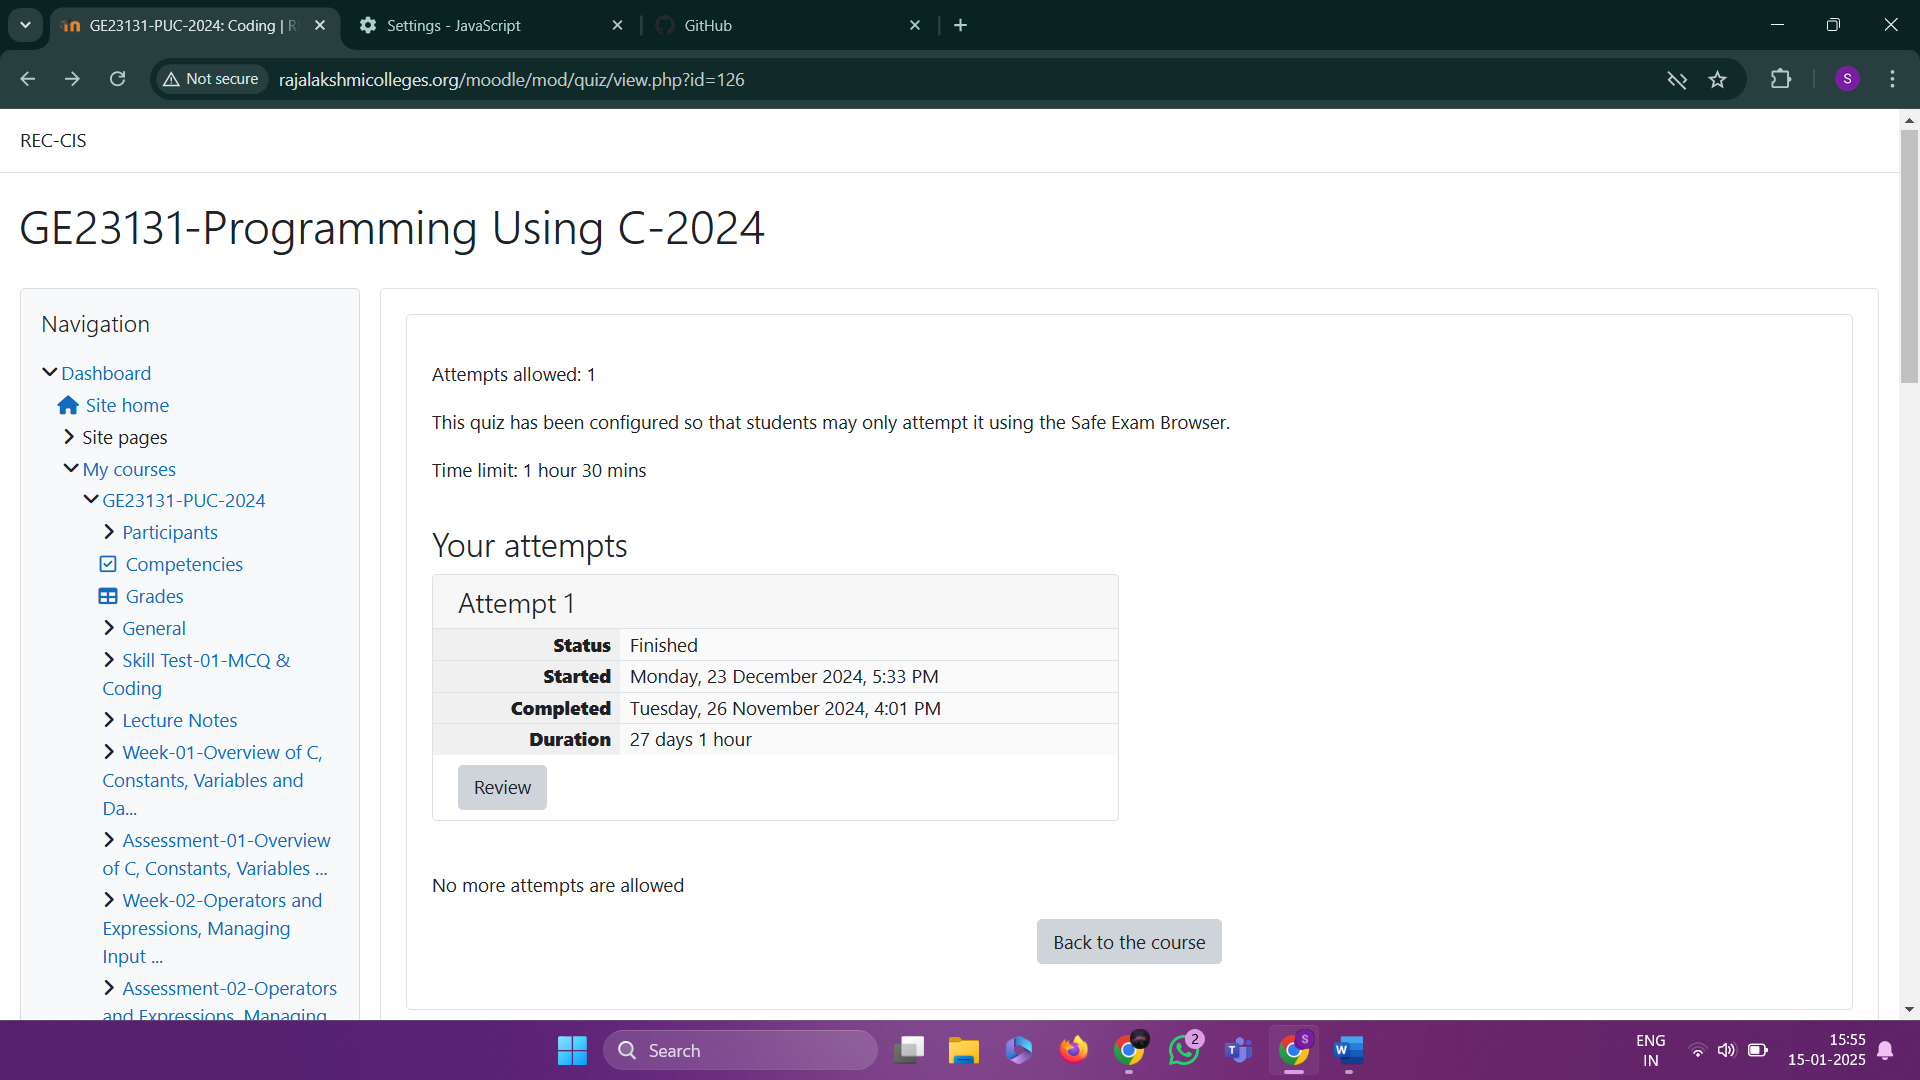 GE23131-PUC-2024: Coding | R
Settings - JavaScript
GitHub
Not secure
rajalakshmicolleges.org/moodle/mod/quiz/view.php?id=126
S
REC-CIS
GE23131-Programming Using C-2024
Navigation
Dashboard
Site home
Site pages
My courses
GE23131-PUC-2024
Participants
Competencies
Grades
General
Skill Test-01-MCQ &
Coding
Lecture Notes
Week-01-Overview of C,
Constants, Variables and
Da...
Assessment-01-Overview
of C, Constants, Variables ...
Week-02-Operators and
Expressions, Managing
Input ...
Assessment-02-Operators
and Expressions, Managing
Attempts allowed: 1
This quiz has been configured so that students may only attempt it using the Safe Exam Browser.
Time limit: 1 hour 30 mins
Your attempts
Attempt 1
Status Finished
Started Monday, 23 December 2024, 5:33 PM
Completed Tuesday, 26 November 2024, 4:01 PM
Duration 27 days 1 hour
Review
No more attempts are allowed
Back to the course
Search
2
T
S
W
ENG
IN
15:55
15-01-2025